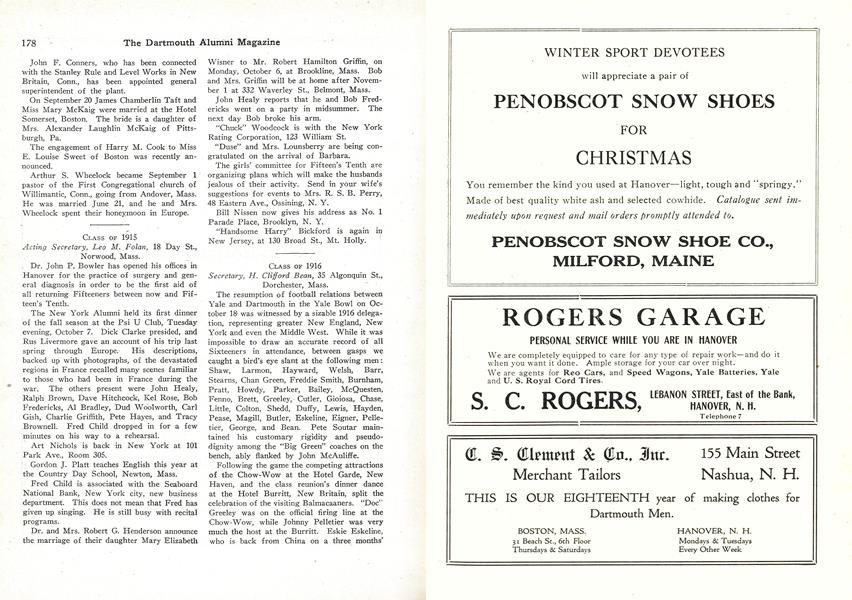 178 The Dartmouth Alumni Magazine
John F. Conners, who has been connected
with the Stanley Rule and Level Works in New
Britain, Conn., has been appointed general
superintendent of the plant.
On September 20 James Chamberlin Taft and
Miss Mary McKaig were married at the Hotel
Somerset, Boston. The bride is a daughter of
Mrs. Alexander Laughlin McKaig of Pitts-
burgh, Pa.
The engagement of Harry M. Cook to Miss
E. Louise Sweet of Boston was recently an-
nounced.
Arthur S. Wheelock became September 1
pastor of the First Congregational church of
Willimantic, Conn., going from Andover, Mass.
He was married June 21, and he and Mrs.
Wheelock spent their honeymoon in Europe.
Class of 1915
Acting Secretary, Leo M. Folan, 18 Day St.,
Norwood, Mass.
Dr. John P. Bowler has opened his offices in
Hanover for the practice of surgery and gen-
eral diagnosis in order to be the first aid of
all returning Fifteeners between now and Fif-
teen's Tenth.
The New York Alumni held its first dinner
of the fall season at the Psi U Club, Tuesday
evening, October 7. Dick Clarke presided, and
Rus Livermore gave an account of his trip last
spring through Europe. His descriptions,
backed up with photographs, of the devastated
regions in France recalled many scenes familiar
to those who had been in France during the
war. The others present were John Healy,
Ralph Brown, Dave Hitchcock, Kel Rose, Bob
Fredericks, Al Bradley, Dud Woolworth, Carl
Gish, Charlie Griffith, Pete Hayes, and Tracy
Brownell. Fred Child dropped in for a few
minutes on his way to a rehearsal.
Art Nichols is back in New York at 101
Park Ave., Room 305.
Gordon J. Platt teaches English this year at
the Country Day School, Newton, Mass.
Fred Child is associated with the Seaboard
National Bank, New York city, new business
department. This does not mean that Fred has
given up singing. He is still busy with recital
programs.
Dr. and Mrs. Robert G. Henderson announce
the marriage of their daughter Mary Elizabeth
Wisner to Mr. Robert Hamilton Griffin, on
Monday, October 6, at Brookline, Mass. Bob
and Mrs. Griffin will be at home after Novem-
ber 1 at 332 Waverley St., Belmont, Mass.
John Healy reports that he and Bob Fred-
ericks went on a party in midsummer. The
next day Bob broke his arm.
"Chuck" Woodcock is with the New York
Rating Corporation, 123 William St.
"Duse" and Mrs. Lounsberry are being con-
gratulated on the arrival of Barbara.
The girls' committee for Fifteen's Tenth are
organizing plans which will make the husbands
jealous of their activity. Send in your wife's
suggestions for events to Mrs. R. S. B. Perry,
48 Eastern Ave., Ossining, N. Y.
Bill Nissen now gives his address as No. 1
Parade Place, Brooklyn, N. Y.
"Handsome Harry" Bickford is again in
New Jersey, at 130 Broad St., Mt. Holly.
Class of 1916
Secretary, H. Clifford Bean, 35 Algonquin St.,
Dorchester, Mass.
The resumption of football relations between
Yale and Dartmouth in the Yale Bowl on Oc-
tober 18 was witnessed by a sizable 1916 delega-
tion, representing greater New England, New
York and even the Middle West. While it was
impossible to draw an accurate record of all
Sixteeners in attendance, between gasps we
caught a bird's eye slant at the following men:
Shaw, Larmon, Hayward, Welsh, Barr,
Stearns, Chan Green, Freddie Smith, Burnham,
Pratt, Howdy, Parker, Bailey, McQuesten,
Fenno, Brett, Greeley, Cutler, Gioiosa, Chase,
Little, Colton, Shedd, Duffy, Lewis, Hayden,
Pease, Magill, Butler, Eskeline, Eigner, Pelle-
tier, George, and Bean. Pete Soutar main-
tained his customary rigidity and pseudo-
dignity among the "Big Green" coaches on the
bench, ably flanked by John McAuliffe.
Following the game the competing attractions
of the Chow-Wow at the Hotel Garde, New
Haven, and the class reunion's dinner dance
at the Hotel Burritt, New Britain, split the
celebration of the visiting Balmacaaners. "Doc"
Greeley was on the official firing line at the
Chow-Wow, while Johnny Pelletier was very
much the host at the Burritt. Eskie Eskeline,
who is back from China on a three months'
WINTER SPORT DEVOTEES
will appreciate a pair of
PENOBSCOT SNOW SHOES
FOR
CHRISTMAS
You remember the kind you used at Hanover—light, tough and "springy."
Made of best quality white ash and selected cowhide. Catalogue sent im-
mediately upon request and mail orders promptly attended to.
PENOBSCOT SNOW SHOE CO.,
MILFORD, MAINE
ROGERS GARAGE
PERSONAL SERVICE WHILE YOU ARE IN HANOVER
We are completely equipped to care for any type of repair work—and do it
when you want it done. Ample storage for your car over night.
We are agents for Reo Cars, and Speed Wagons, Yale Batteries, Yale
and U. S. Royal Cord Tires.
S. C. ROGERS, LEBANON STREET, East of the Bank,
HANOVER, N. H.
Telephone 7
C. S. Clement & Co., Inc. 155 Main Street
Merchant Tailors Nashua, N. H.
THIS IS OUR EIGHTEENTH year of making clothes for
Dartmouth Men.
BOSTON, MASS. HANOVER, N. H.
31 Beach St., 6th Floor Mondays & Tuesdays
Thursdays & Saturdays Every Other Week